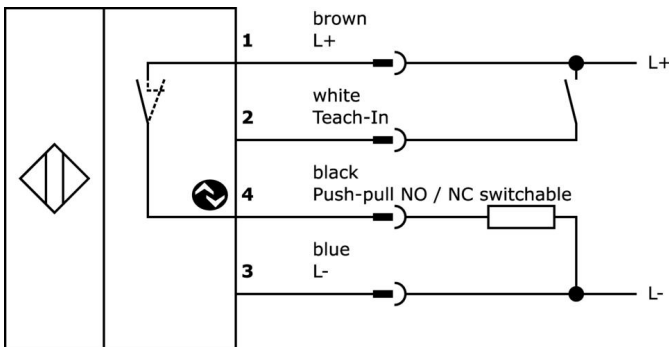 brown
1
L+
L+
white
2
Teach-In
black
4
Push-pull NO / NC switchable
blue
3
L-
L-